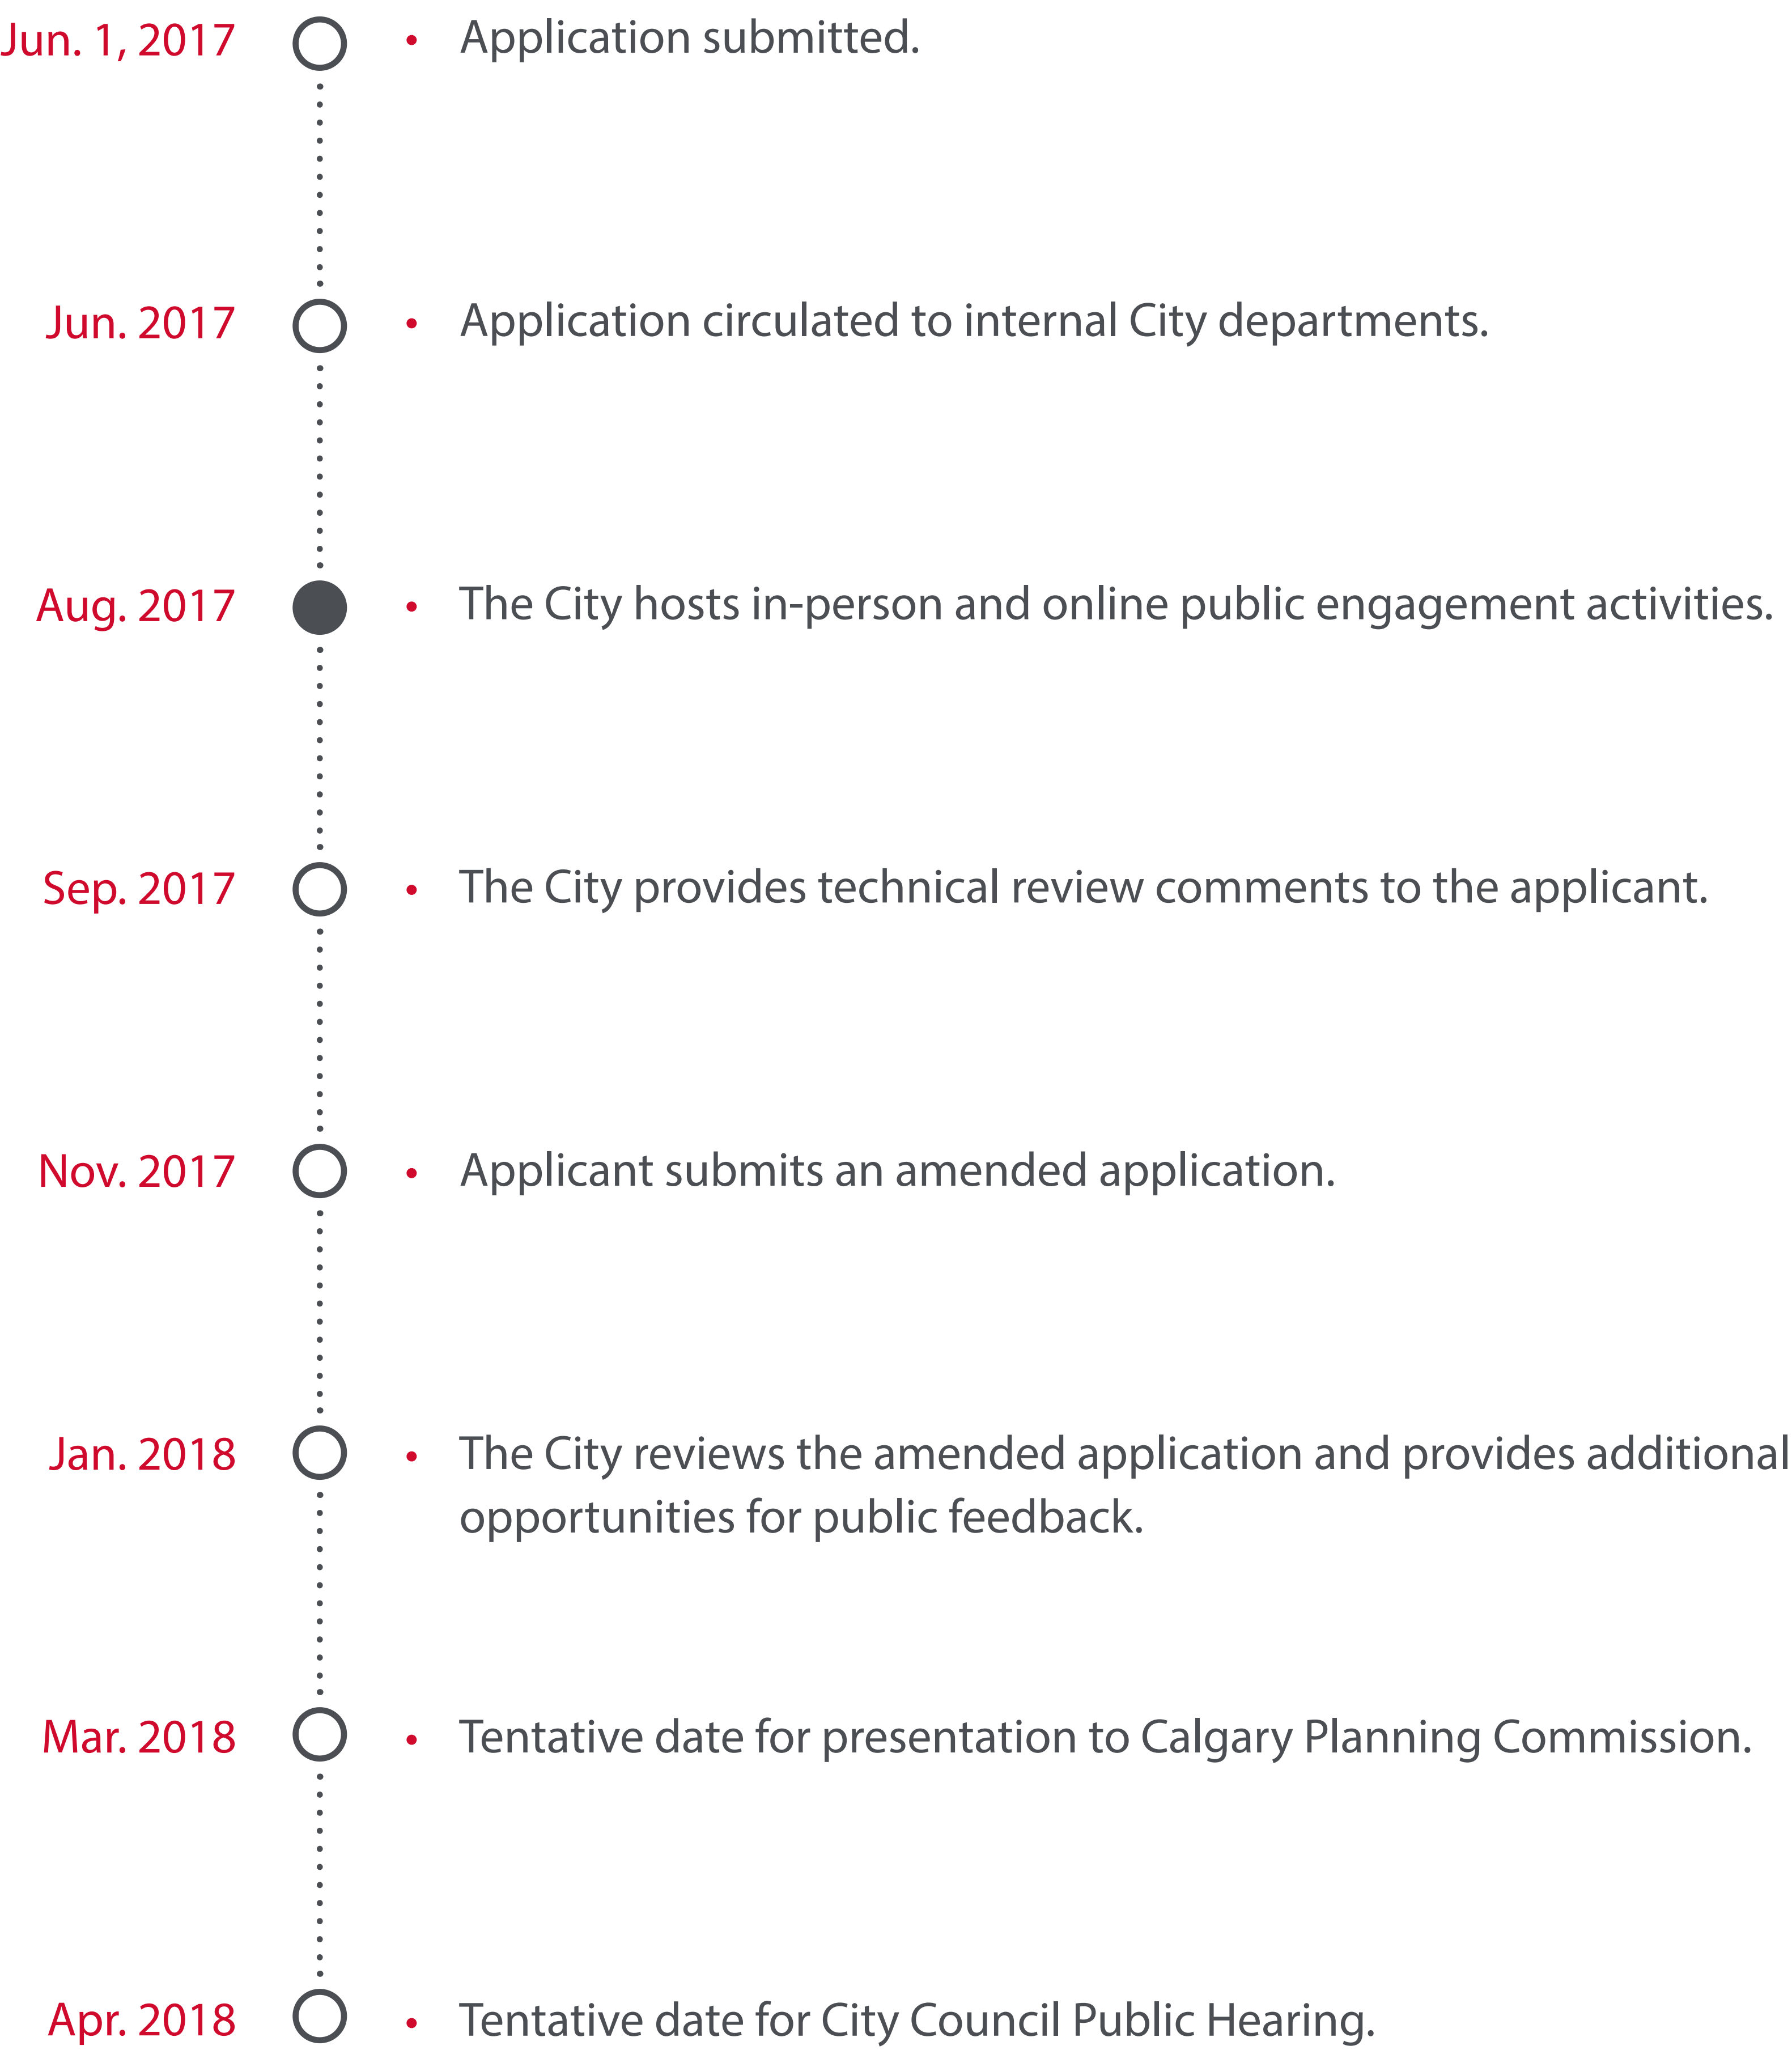 Jun. 1, 2017 • Application submitted.
Jun. 2017 • Application circulated to internal City departments.
Aug. 2017 • The City hosts in-person and online public engagement activities.
Sep. 2017 • The City provides technical review comments to the applicant.
Nov. 2017 • Applicant submits an amended application.
Jan. 2018 • The City reviews the amended application and provides additional
opportunities for public feedback.
Mar. 2018 • Tentative date for presentation to Calgary Planning Commission.
Apr. 2018 • Tentative date for City Council Public Hearing.